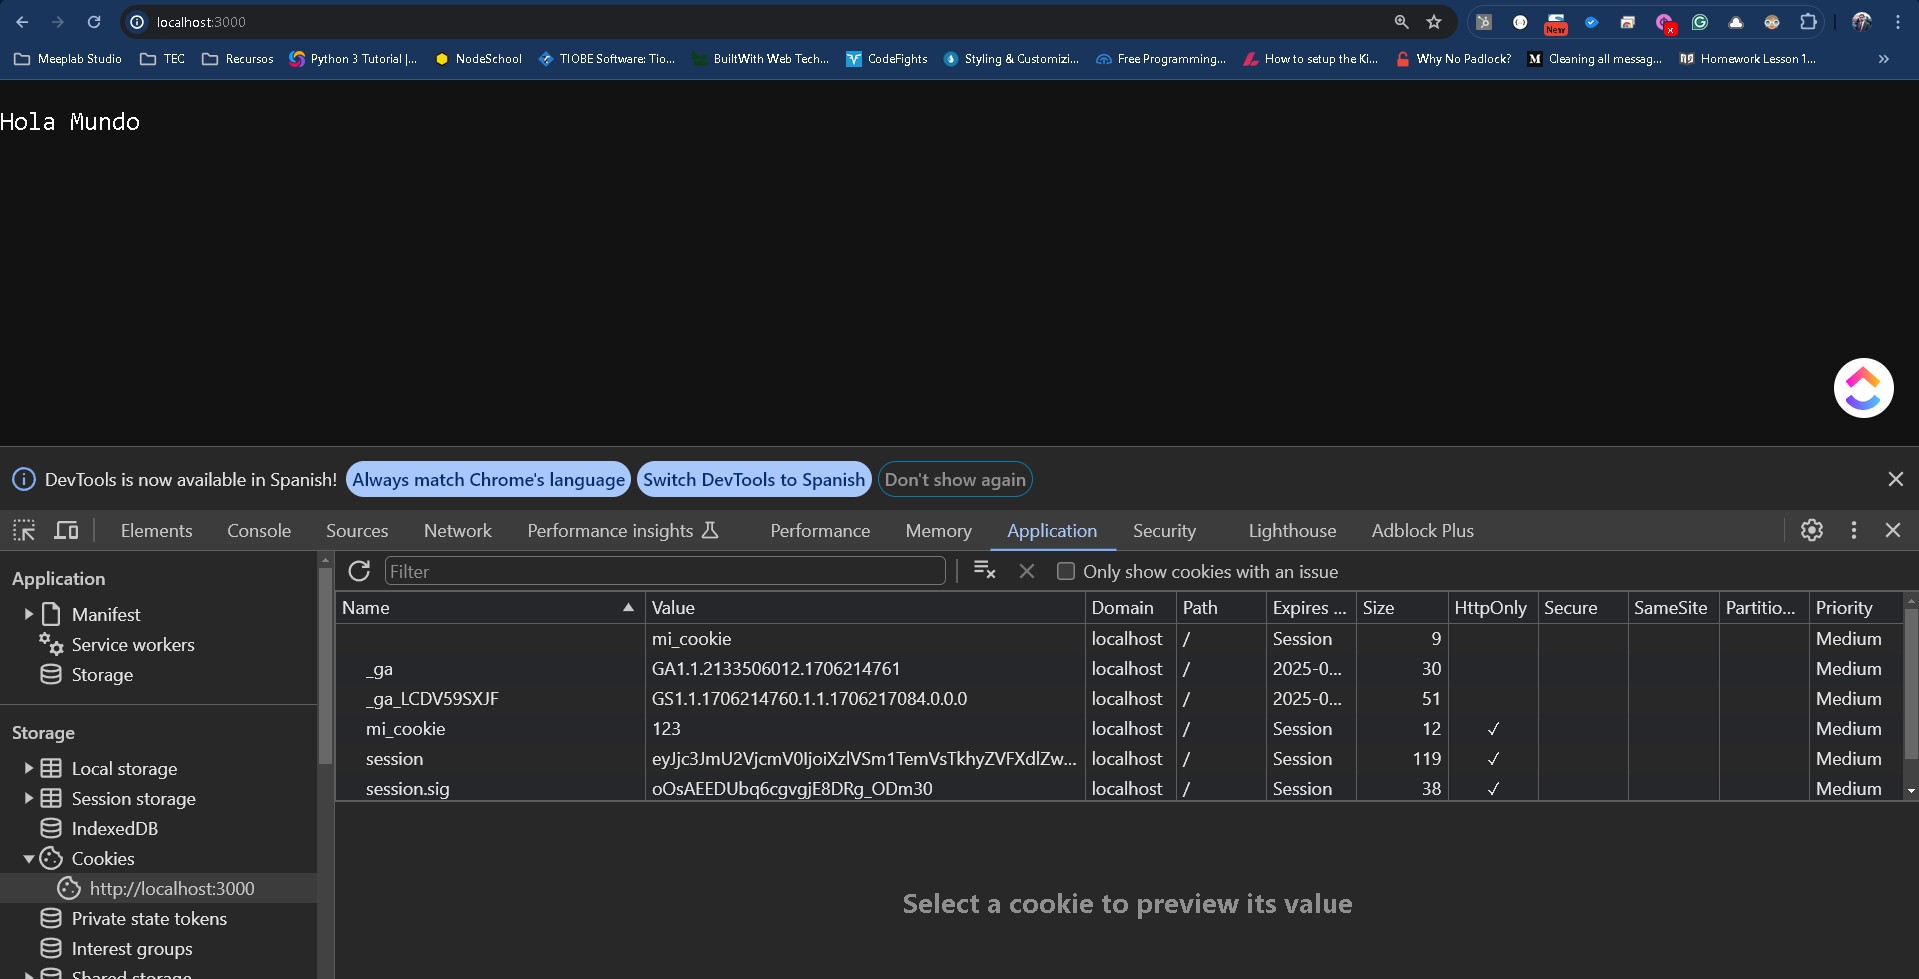 localhost:3000
New
Meeplab Studio TEC Recursos Python 3 Tutorial |... NodeSchool TIOBE Software: Tio... BuiltWith Web Tech... CodeFights Styling & Customizi... Free Programming... How to setup the Ki... Why No Padlock? M Cleaning all messag... Homework Lesson 1... »
Hola Mundo
DevTools is now available in Spanish! Always match Chrome's language Switch DevTools to Spanish Don't show again
Elements Console Sources Network Performance insights Performance Memory Application Security Lighthouse Adblock Plus
Application
Manifest
Service workers
Storage
Storage
Local storage
Session storage
IndexedDB
Cookies
http://localhost:3000
Private state tokens
Interest groups
Shared storage
Filter Only show cookies with an issue
Name Value Domain Path Expires ... Size HttpOnly Secure SameSite Partitio... Priority
mi_cookie localhost / Session 9 Medium
_ga GA1.1.2133506012.1706214761 localhost / 2025-0... 30 Medium
_ga_LCDV59SXJF GS1.1.1706214760.1.1.1706217084.0.0.0 localhost / 2025-0... 51 Medium
mi_cookie 123 localhost / Session 12 ✓ Medium
session eyJjc3JmU2VjcmV0IjoiXzlVSm1TemVsTkhyZVFXdlZw... localhost / Session 119 ✓ Medium
session.sig oOsAEEDUbq6cgvgjE8DRg_ODm30 localhost / Session 38 ✓ Medium
Select a cookie to preview its value